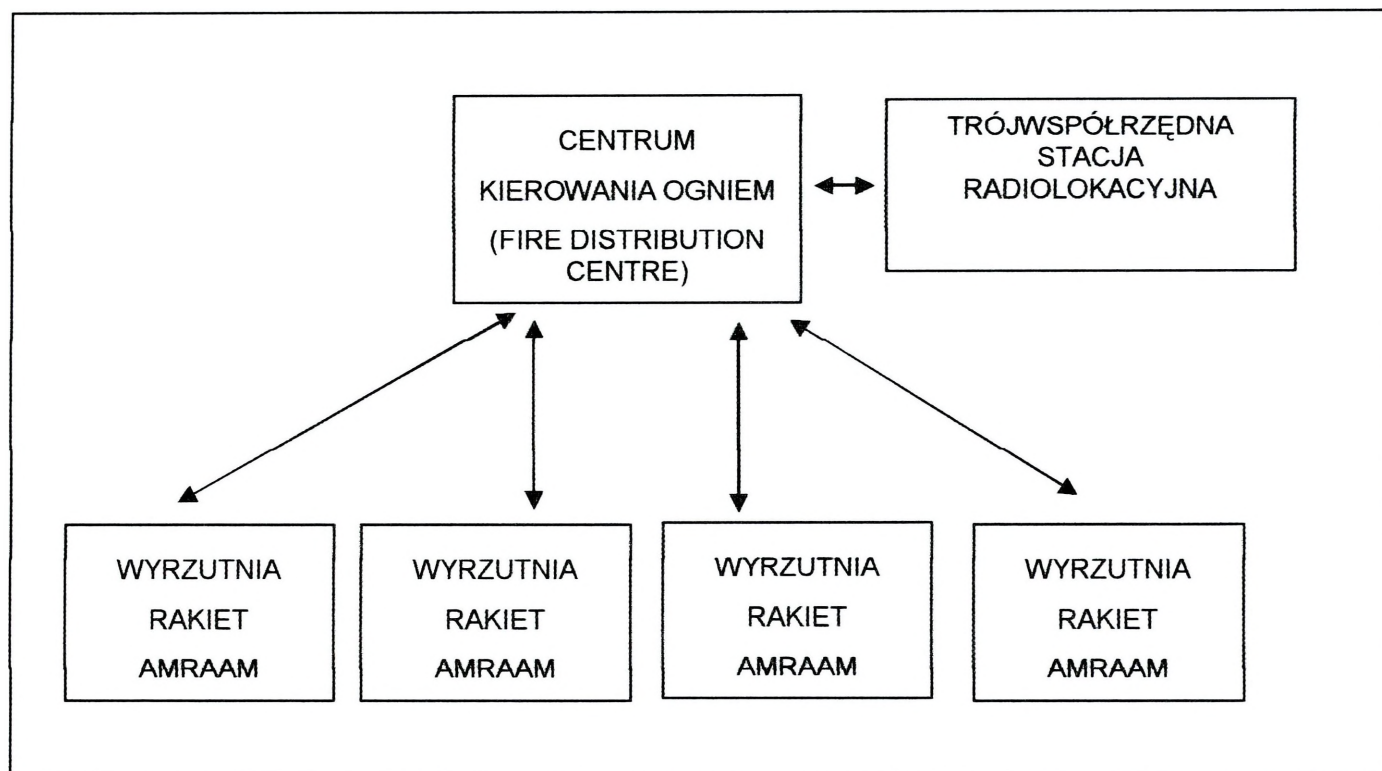 CENTRUM
KIEROWANIA OGNIEM
(FIRE DISTRIBUTION
CENTRE)
TRÓJWSPÓŁRZĘDNA
STACJA
RADIOLOKACYJNA
WYRZUTNIA
RAKIET
AMRAAM
WYRZUTNIA
RAKIET
AMRAAM
WYRZUTNIA
RAKIET
AMRAAM
WYRZUTNIA
RAKIET
AMRAAM